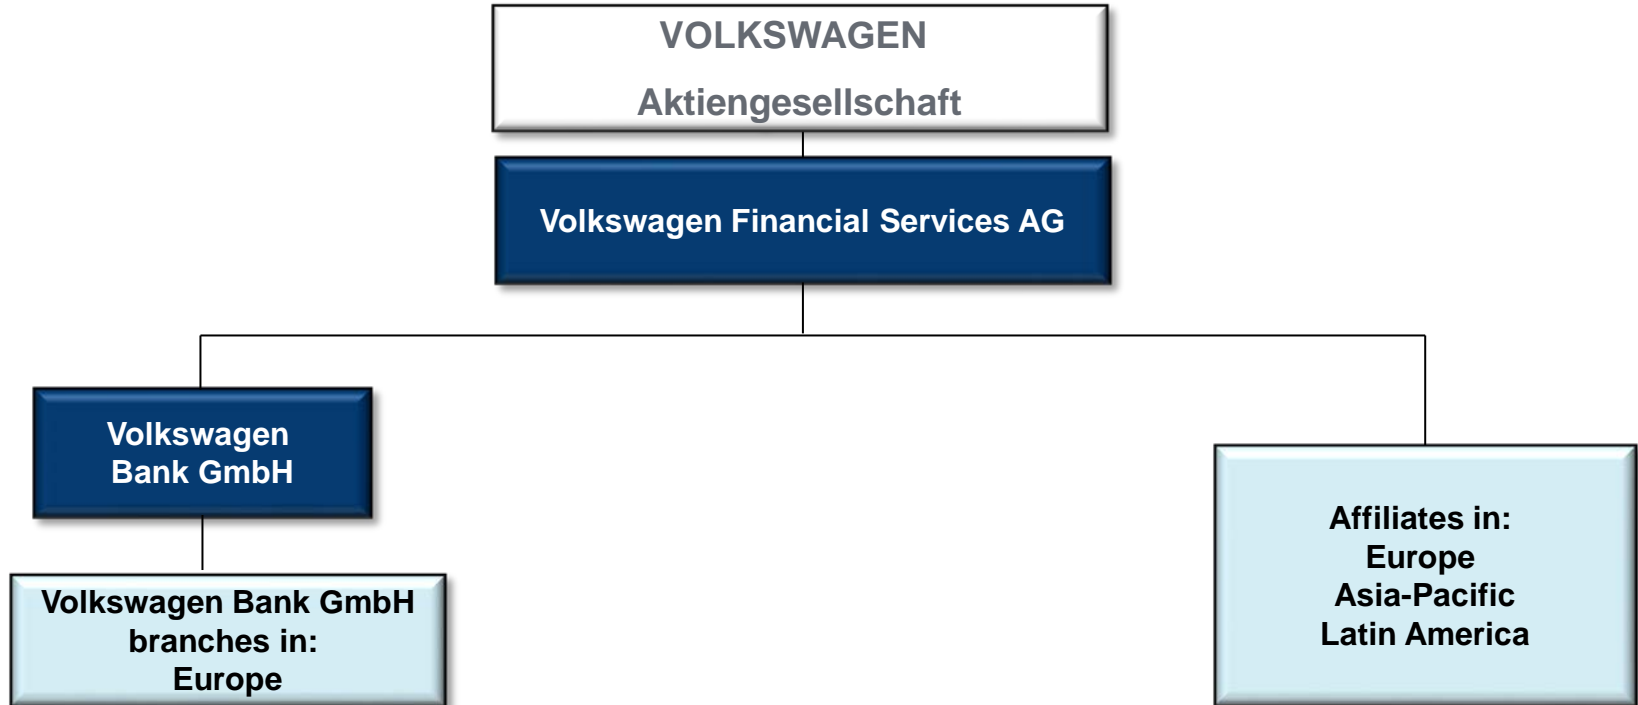 VOLKSWAGEN
Aktiengesellschaft
Volkswagen Financial Services AG
Volkswagen
Bank GmbH
Volkswagen Bank GmbH
branches in:
Europe
Affiliates in:
Europe
Asia-Pacific
Latin America